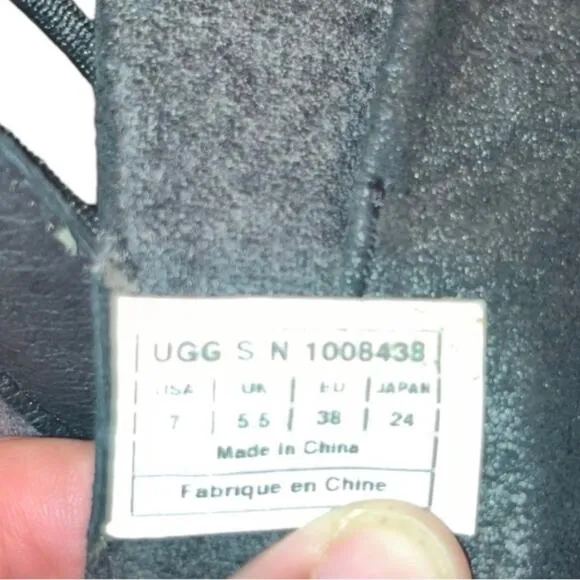 UGG S N 1008438
USA | UK | EU | JAPAN
7 | 5.5 | 38 | 24
Made in China
Fabrique en Chine